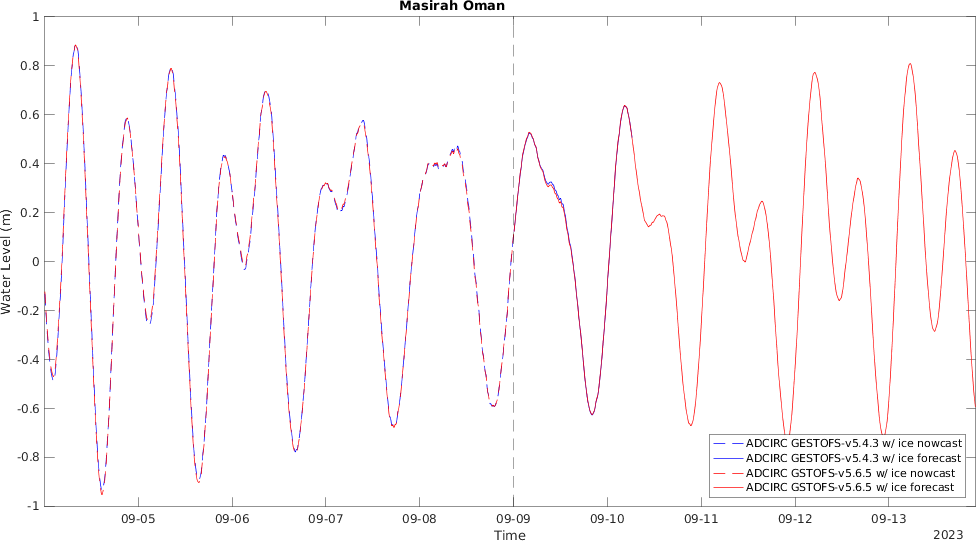 Masirah Oman
1
0.8
0.6
0.4
0.2
0
-0.2
-0.4
-0.6
-0.8
-1
Water Level (m)
09-05 09-06 09-07 09-08 09-09 09-10 09-11 09-12 09-13
Time
2023
ADCIRC GESTOFS-v5.4.3 w/ ice nowcast
ADCIRC GESTOFS-v5.4.3 w/ ice forecast
ADCIRC GSTOFS-v5.6.5 w/ ice nowcast
ADCIRC GSTOFS-v5.6.5 w/ ice forecast